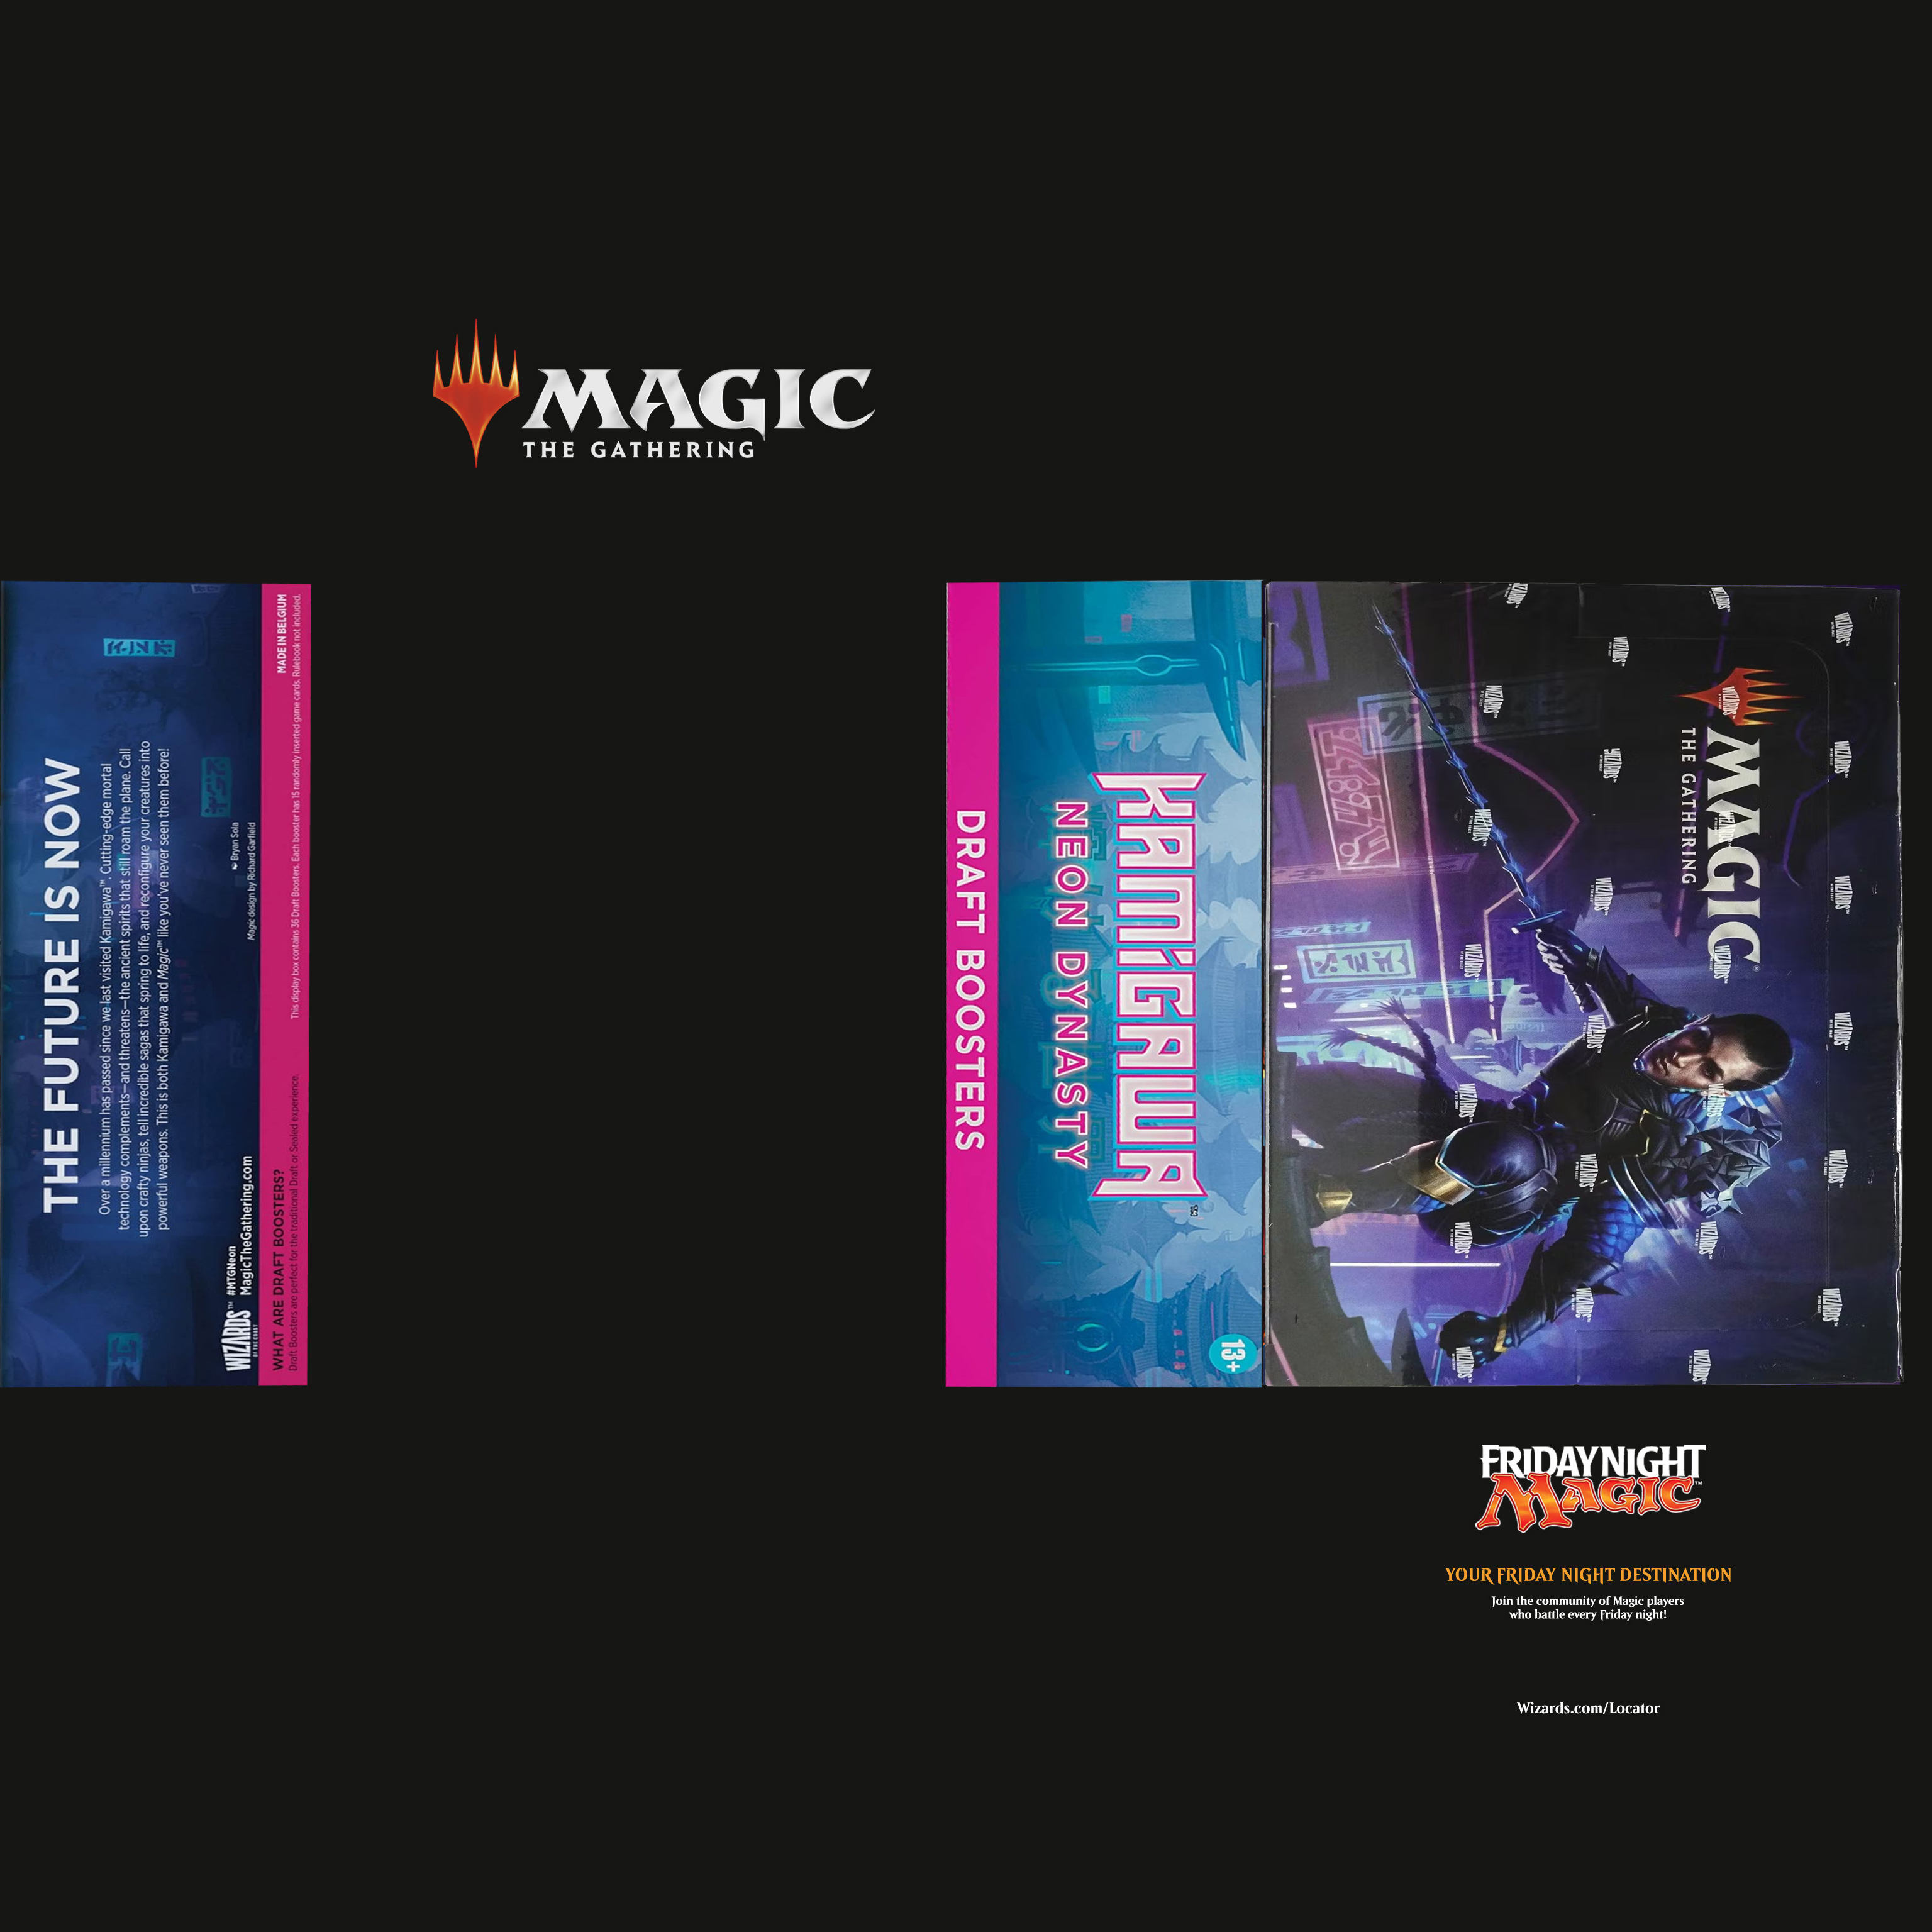 MAGIC
THE GATHERING
THE FUTURE IS NOW
Over a millennium has passed since we last visited Kamigawa™. Cutting-edge mortal
technology complements—and threatens—the ancient spirits that still roam the plane. Call
upon crafty ninjas, tell incredible sagas that spring to life, and reconfigure your creatures into
powerful weapons. This is both Kamigawa and Magic™ like you've never seen them before!
Bryan Sola
Magic design by Richard Garfield
#MTGNeon
MagicTheGathering.com
WIZARDS™
OF THE COAST
WHAT ARE DRAFT BOOSTERS?
Draft Boosters are perfect for the traditional Draft or Sealed experience.
MADE IN BELGIUM
This display box contains 36 Draft Boosters. Each booster has 15 randomly inserted game cards. Rulebook not included.
KAMIGAWA
NEON DYNASTY
DRAFT BOOSTERS
13+
MAGIC®
THE GATHERING
WIZARDS™
FRIDAY NIGHT
MAGIC™
YOUR FRIDAY NIGHT DESTINATION
Join the community of Magic players
who battle every Friday night!
Wizards.com/Locator